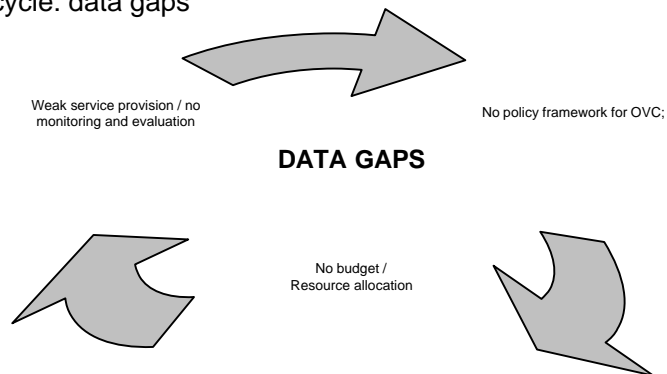 cycle: data gaps
Weak service provision / no
monitoring and evaluation
No policy framework for OVC;
DATA GAPS
No budget /
Resource allocation